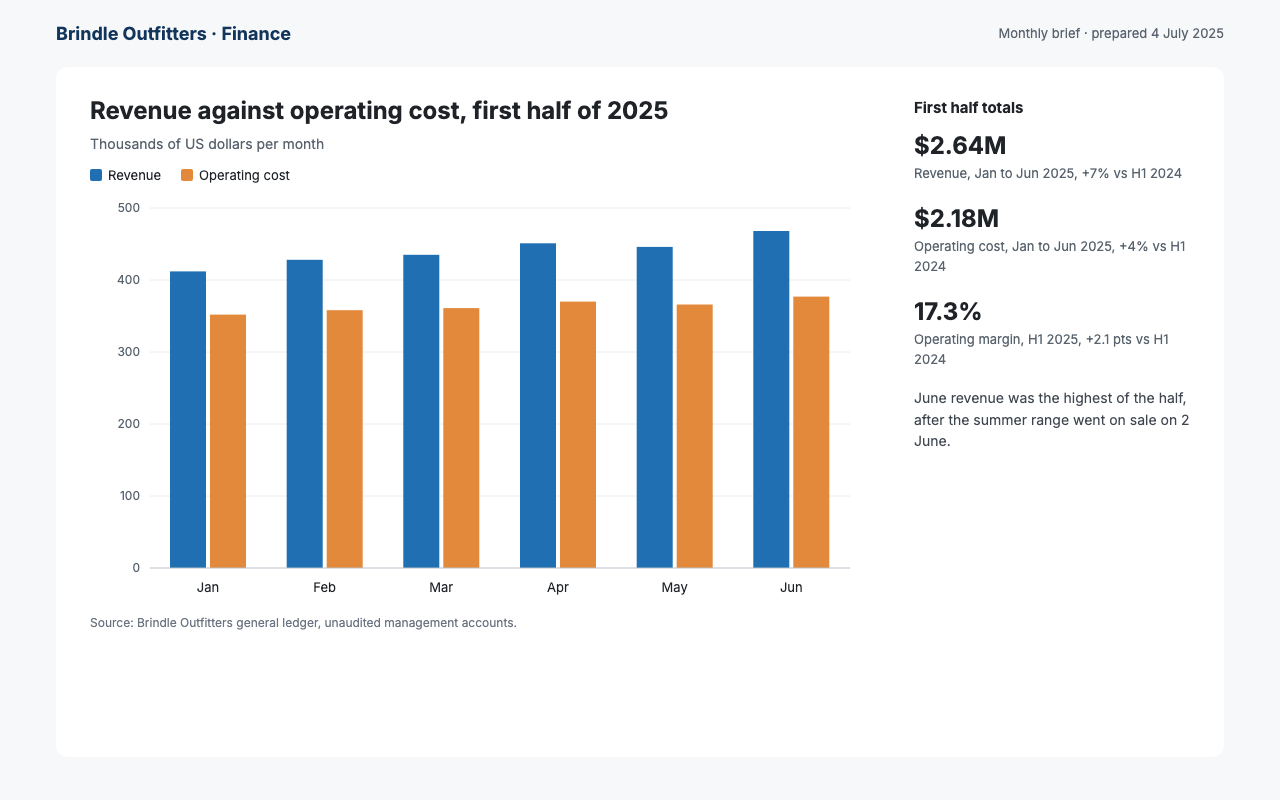 Brindle Outfitters · Finance
Monthly brief · prepared 4 July 2025
Revenue against operating cost, first half of 2025
Thousands of US dollars per month
Revenue
Operating cost
500
400
300
200
100
0
Jan
Feb
Mar
Apr
May
Jun
Source: Brindle Outfitters general ledger, unaudited management accounts.
First half totals
$2.64M
Revenue, Jan to Jun 2025, +7% vs H1 2024
$2.18M
Operating cost, Jan to Jun 2025, +4% vs H1
2024
17.3%
Operating margin, H1 2025, +2.1 pts vs H1
2024
June revenue was the highest of the half,
after the summer range went on sale on 2
June.